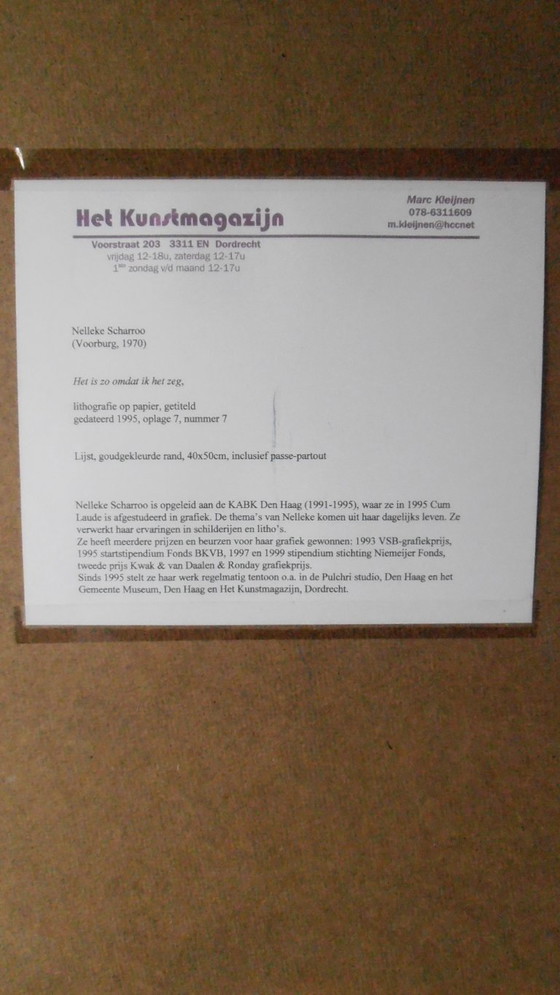 Het Kunstmagazijn
Marc Kleijnen
078-6311609
m.kleijnen@hccnet
Voorstraat 203 3311 EN Dordrecht
vrijdag 12-18u, zaterdag 12-17u
1ste zondag v/d maand 12-17u
Nelleke Scharroo
(Voorburg, 1970)
Het is zo omdat ik het zeg,
lithografie op papier, getiteld
gedateerd 1995, oplage 7, nummer 7
Lijst, goudgekleurde rand, 40x50cm, inclusief passe-partout
Nelleke Scharroo is opgeleid aan de KABK Den Haag (1991-1995), waar ze in 1995 Cum
Laude is afgestudeerd in grafiek. De thema's van Nelleke komen uit haar dagelijks leven. Ze
verwerkt haar ervaringen in schilderijen en litho's.
Ze heeft meerdere prijzen en beurzen voor haar grafiek gewonnen: 1993 VSB-grafiekprijs,
1995 startstipendium Fonds BKVB, 1997 en 1999 stipendium stichting Niemeijer Fonds,
tweede prijs Kwak & van Daalen & Ronday grafiekprijs.
Sinds 1995 stelt ze haar werk regelmatig tentoon o.a. in de Pulchri studio, Den Haag en het
Gemeente Museum, Den Haag en Het Kunstmagazijn, Dordrecht.